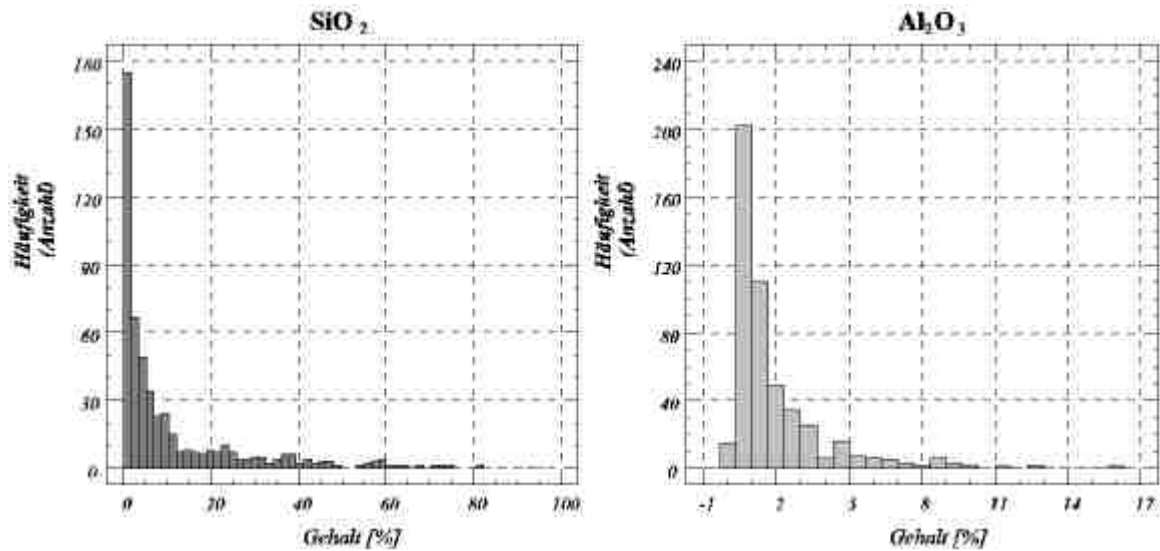 SiO 2
Häufigkeit
(Anzahl)
180
150
120
90
60
30
0
0 20 40 60 80 100
Gehalt [%]
Al2O3
Häufigkeit
(Anzahl)
240
200
160
120
80
40
0
-1 2 5 8 11 14 17
Gehalt [%]